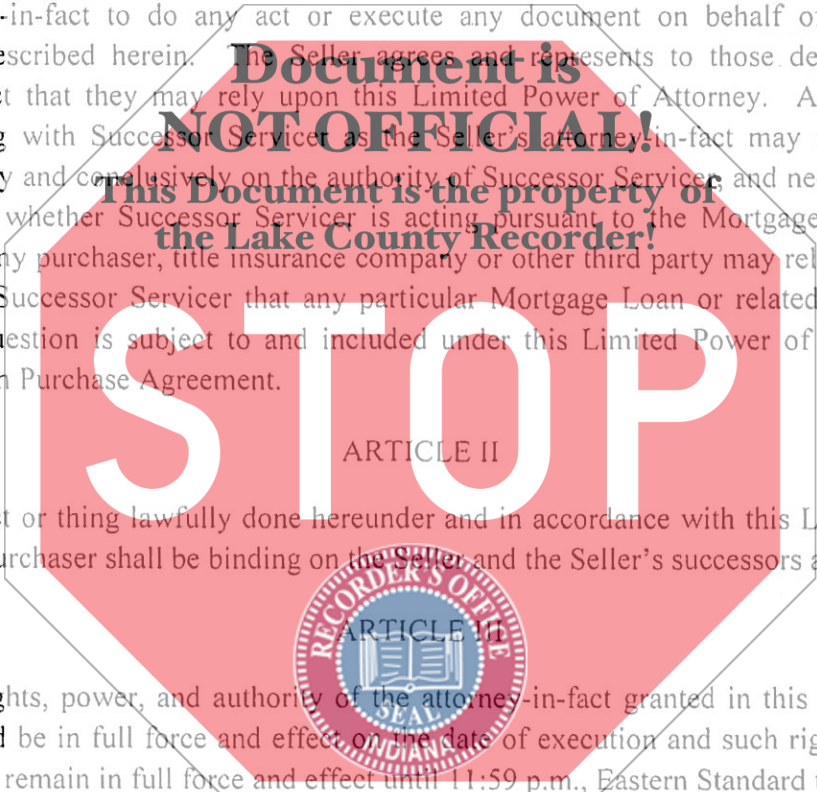 -in-fact to do any act or execute any document on behalf of
escribed herein. The Seller agrees and represents to those de
t that they may rely upon this Limited Power of Attorney. A
g with Successor Servicer as the Seller's attorney-in-fact may
y and conclusively on the authority of Successor Servicer, and ne
whether Successor Servicer is acting pursuant to the Mortgage
ny purchaser, title insurance company or other third party may rel
Successor Servicer that any particular Mortgage Loan or related
uestion is subject to and included under this Limited Power of
n Purchase Agreement.
Document is
NOT OFFICIAL!
This Document is the property of
the Lake County Recorder!
STOP
ARTICLE II
t or thing lawfully done hereunder and in accordance with this L
urchaser shall be binding on the Seller and the Seller's successors a
RECORDER'S OFFICE
SEAL
INDIANA
ARTICLE III
ghts, power, and authority of the attorney-in-fact granted in this
d be in full force and effect on the date of execution and such rig
remain in full force and effect until 11:59 p.m., Eastern Standard